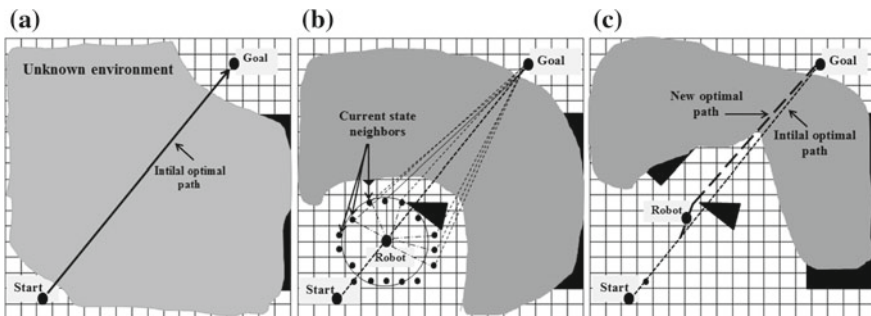 (a)
Goal
Unknown environment
Intilal optimal
path
Start
(b)
Goal
Current state
neighbors
Robot
Start
(c)
Goal
New optimal
path
Intilal optimal
path
Robot
Start